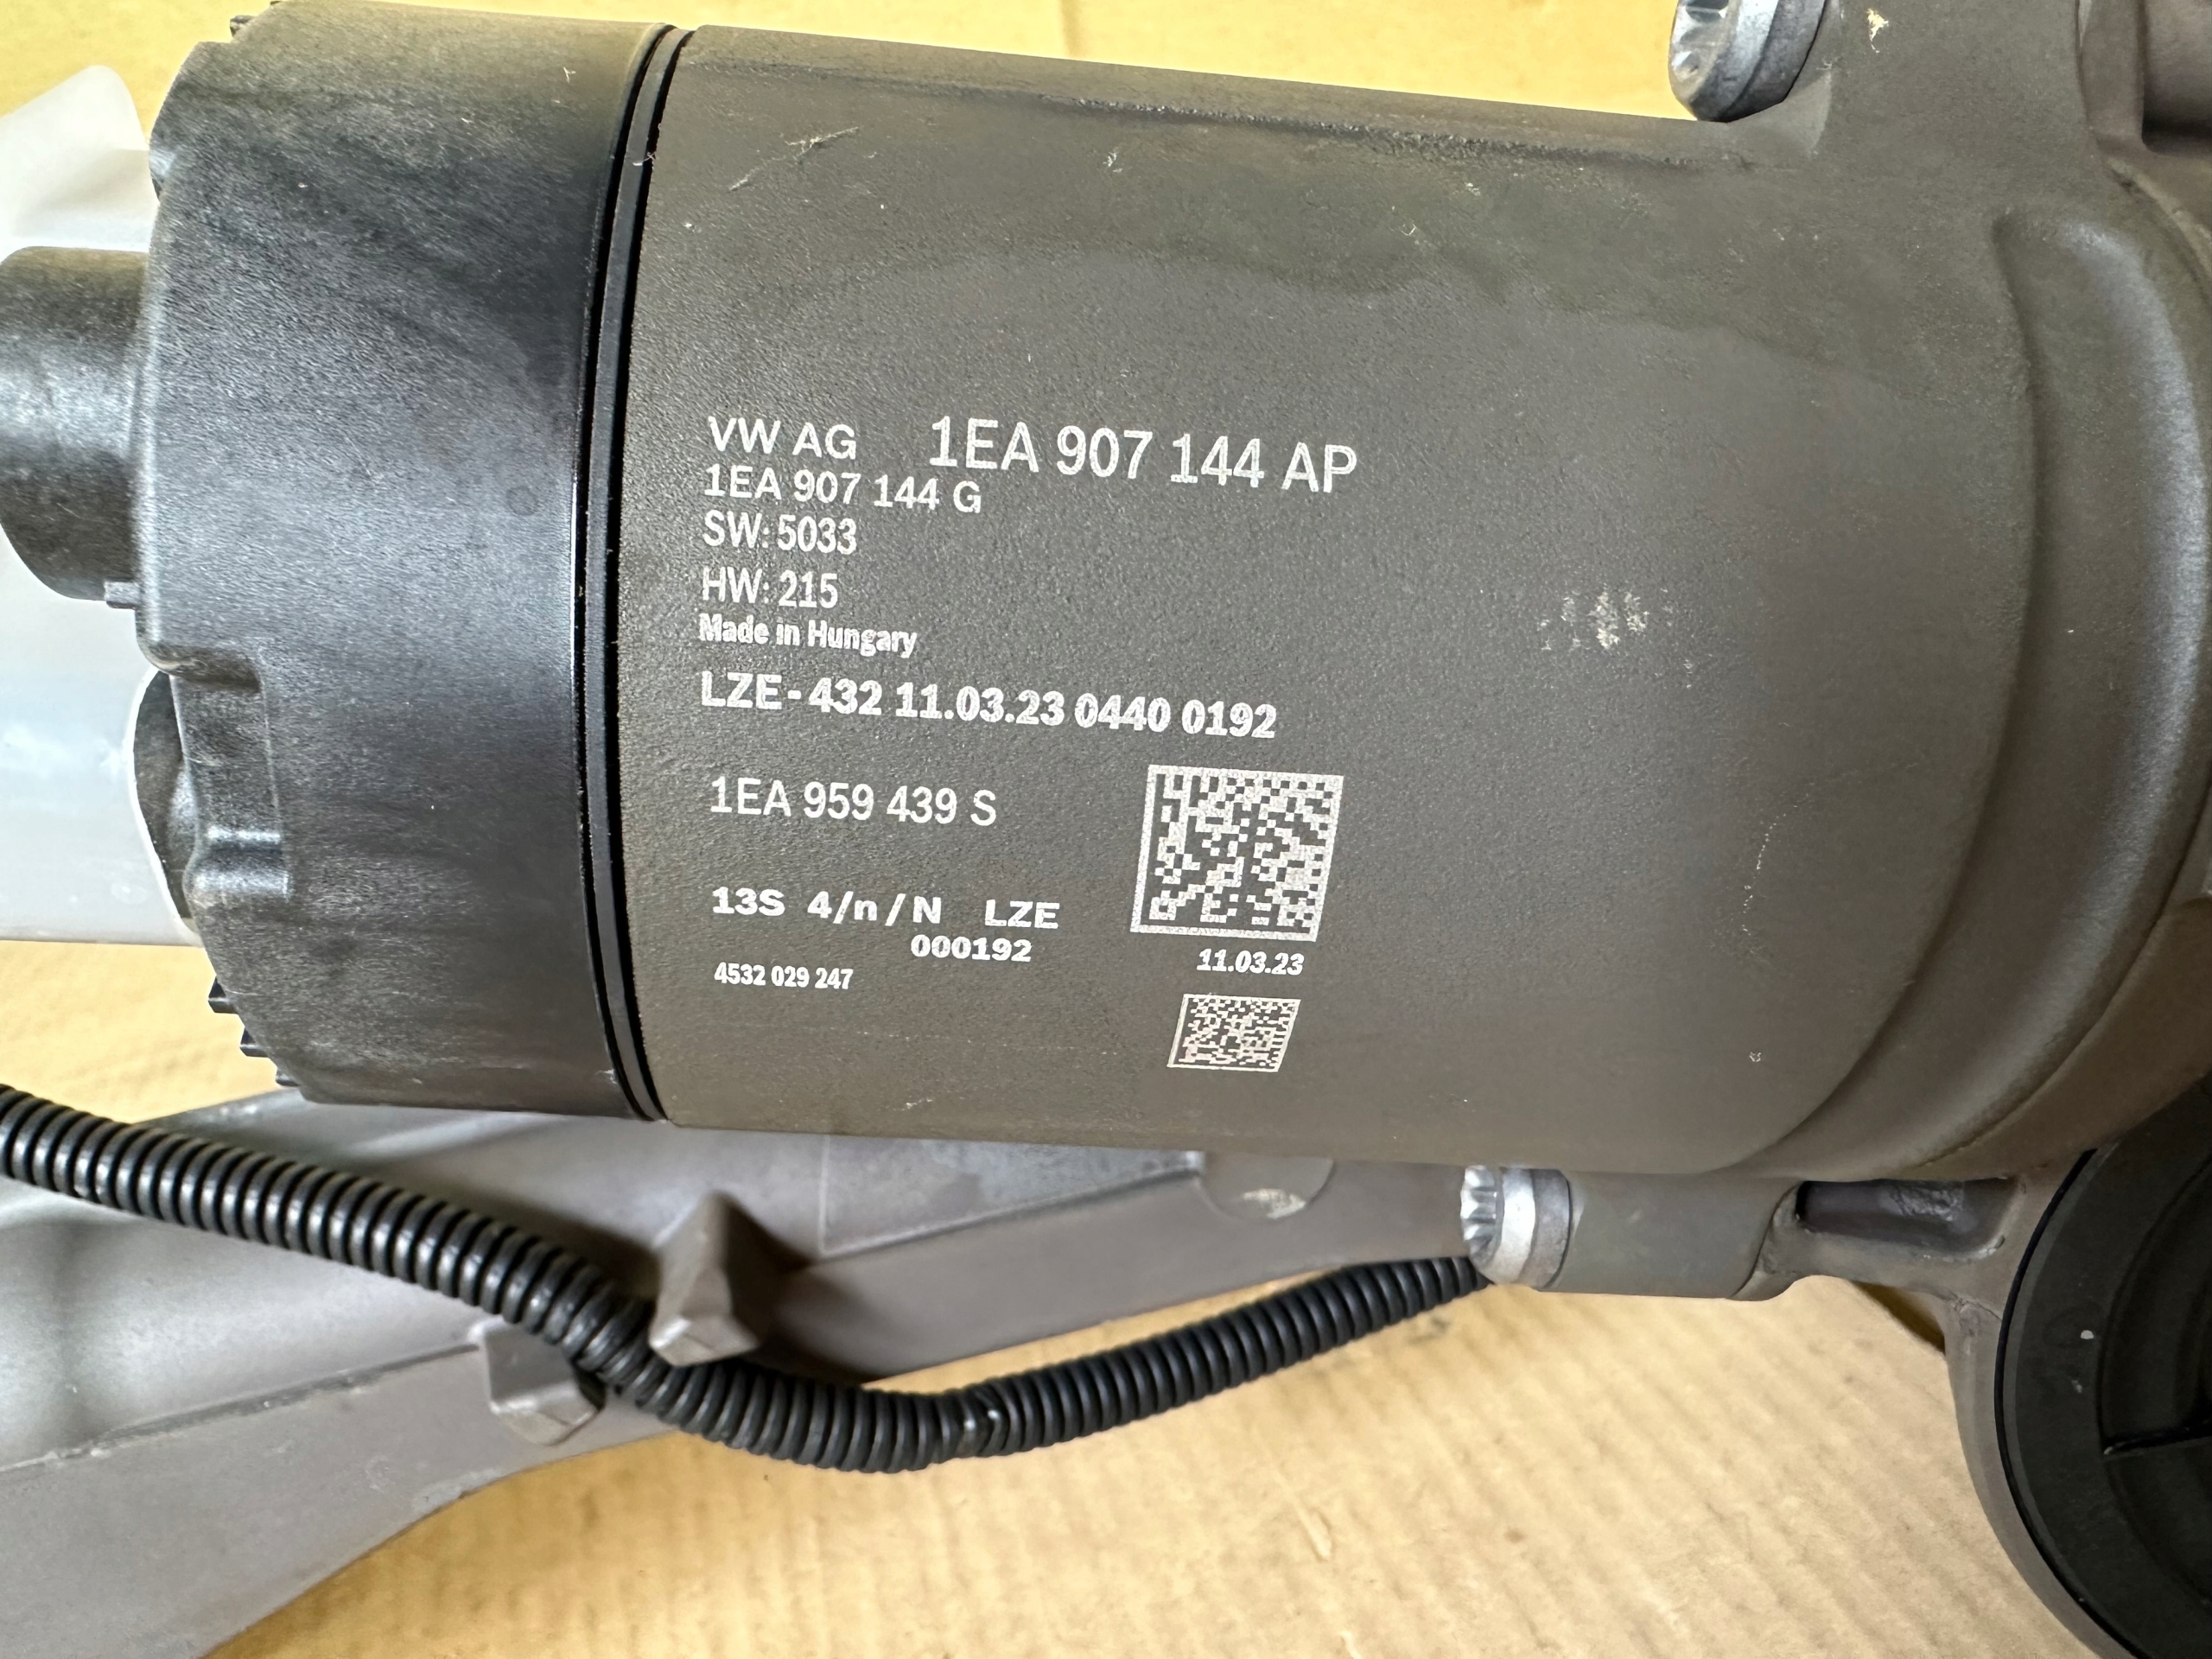 VW AG 1EA 907 144 AP
1EA 907 144 G
SW: 5033
HW: 215
Made in Hungary
LZE-432 11.03.23 0440 0192
1EA 959 439 S
13S 4/n/N LZE
000192
11.03.23
4532 029 247